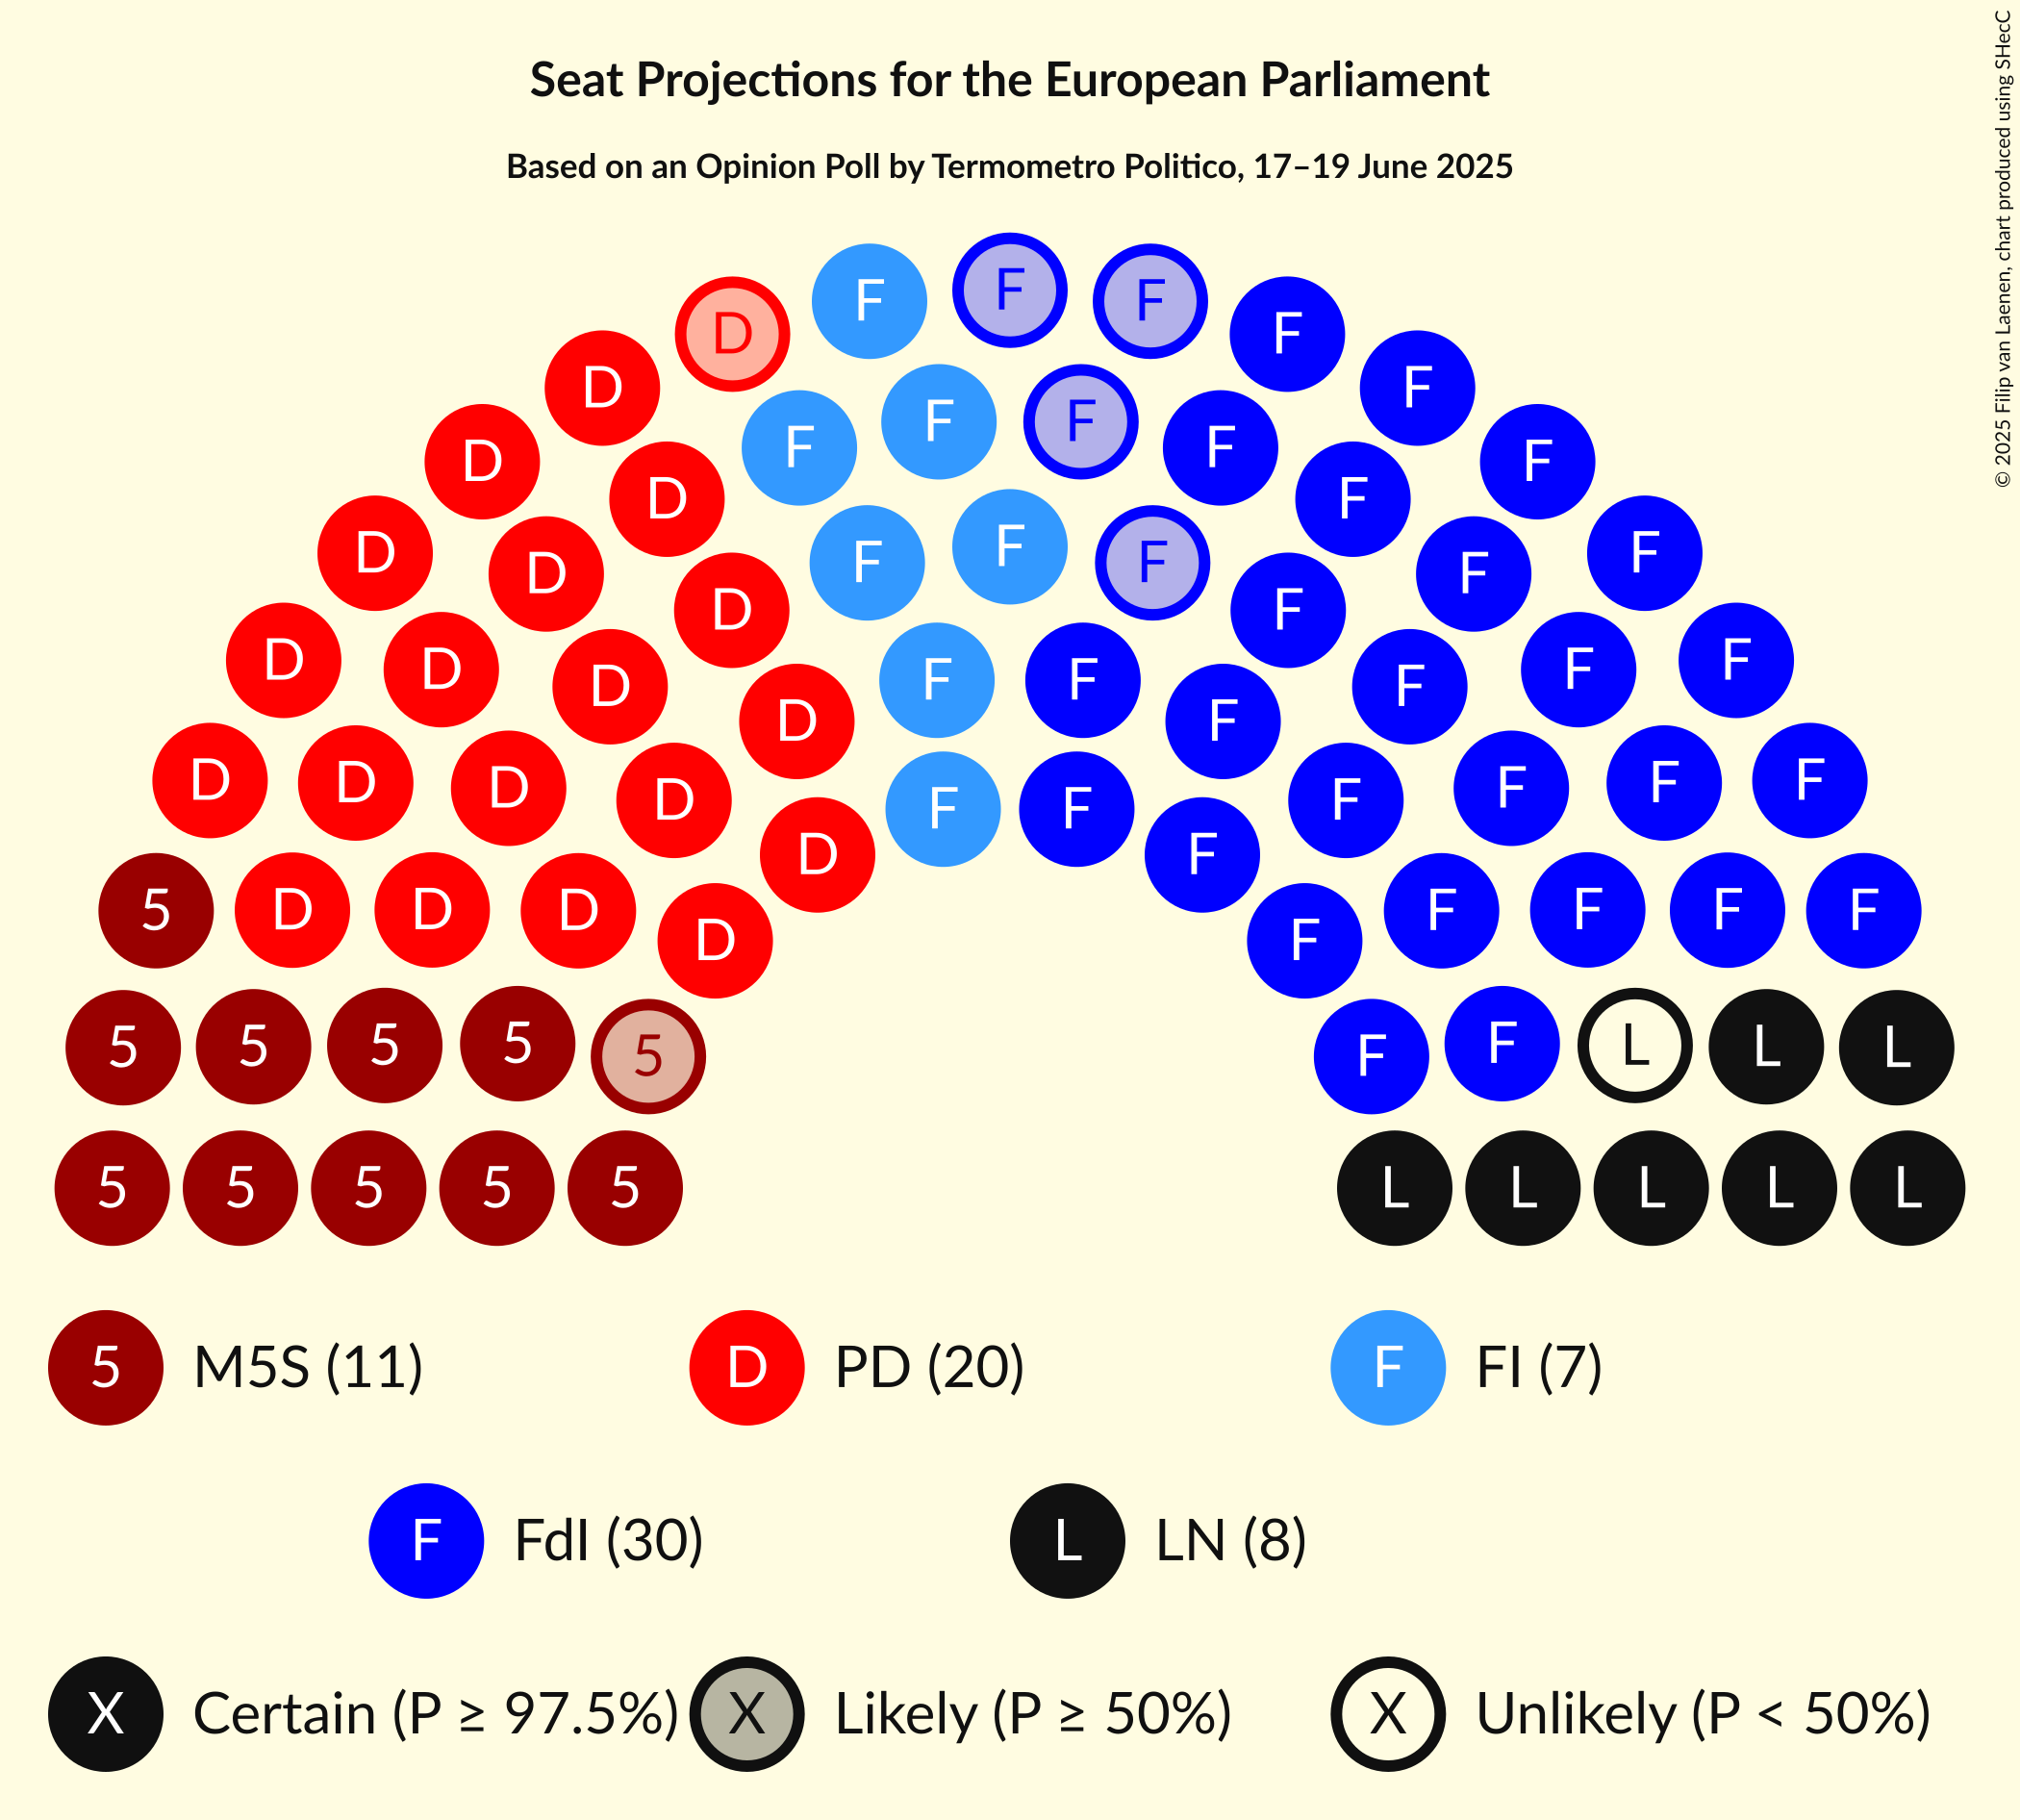 Seat Projections for the European Parliament
Based on an Opinion Poll by Termometro Politico, 17–19 June 2025
© 2025 Filip van Laenen, chart produced using SHecC
F F
F F F
D F F
D F F F
D F F F
D D F
D F F F
D D F
D F F
D D F F
D F F F
D D F F
D D D F F F
D F F F
D F
5 D D D F F F F
D F
5 5 5 5 F L L L
5 F
5 5 5 5 5 L L L L L
5 M5S (11) D PD (20) F FI (7)
F FdI (30) L LN (8)
X Certain (P ≥ 97.5%) X Likely (P ≥ 50%) X Unlikely (P < 50%)